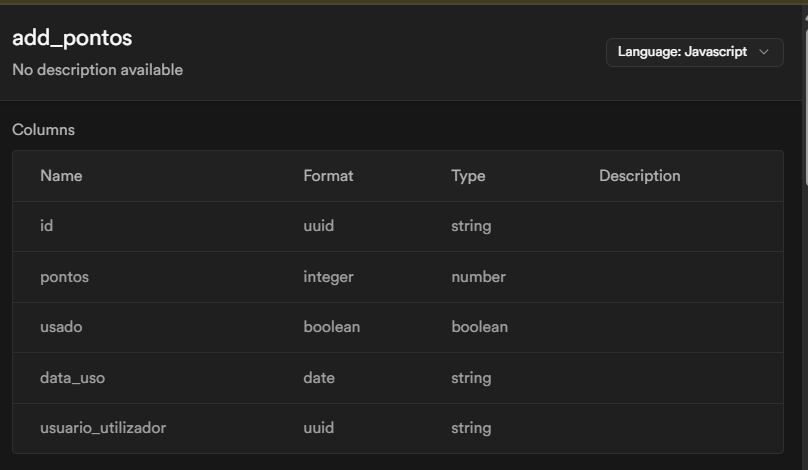 add_pontos
Language: Javascript
No description available
Columns
Name Format Type Description
id uuid string
pontos integer number
usado boolean boolean
data_uso date string
usuario_utilizador uuid string